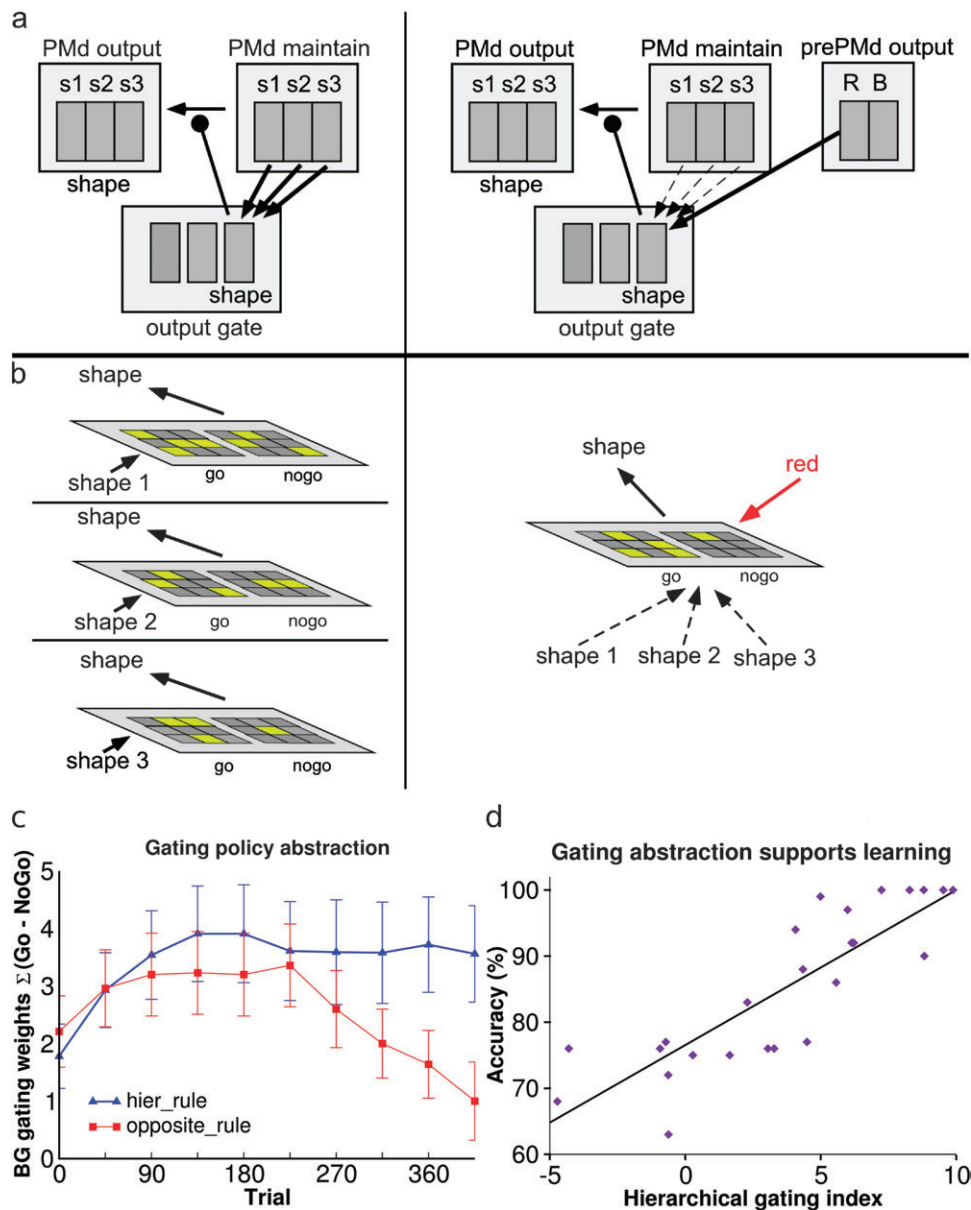 a
PMd output PMd maintain
s1 s2 s3 s1 s2 s3
shape
shape
output gate
PMd output PMd maintain prePMd output
s1 s2 s3 s1 s2 s3 R B
shape
shape
output gate
b
shape
shape 1
go nogo
shape
shape 2
go nogo
shape
shape 3
go nogo
shape
red
go nogo
shape 1 shape 2 shape 3
c
Gating policy abstraction
BG gating weights Σ (Go - NoGo)
5
4
3
2
1
0
hier_rule
opposite_rule
0 90 180 270 360
Trial
d
Gating abstraction supports learning
Accuracy (%)
100
90
80
70
60
-5 0 5 10
Hierarchical gating index